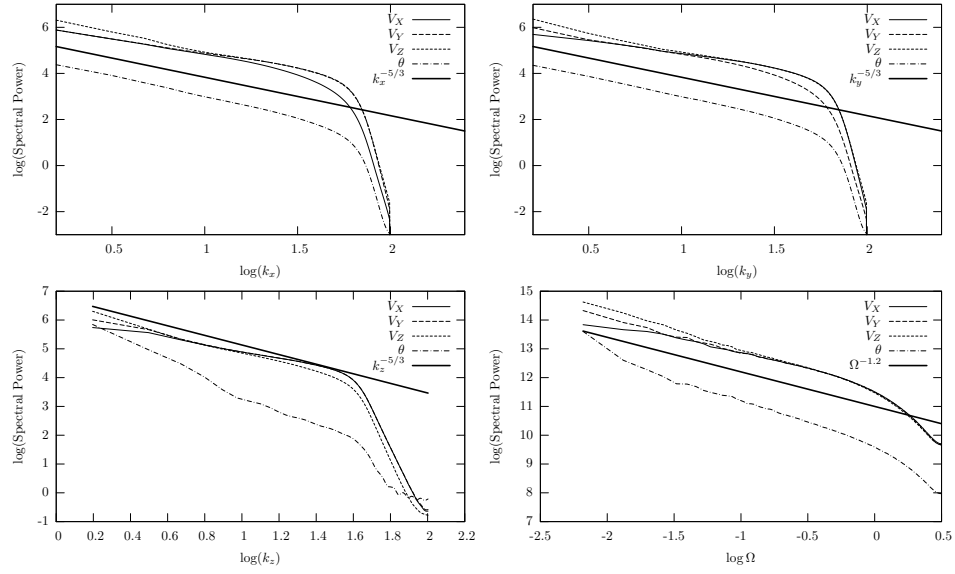 log(Spectral Power)
6
4
2
0
-2
0.5
1
1.5
2
log(k_x)
V_X
V_Y
V_Z
θ
k_x^{-5/3}
log(Spectral Power)
6
4
2
0
-2
0.5
1
1.5
2
log(k_y)
V_X
V_Y
V_Z
θ
k_y^{-5/3}
log(Spectral Power)
7
6
5
4
3
2
1
0
-1
0
0.2
0.4
0.6
0.8
1
1.2
1.4
1.6
1.8
2
2.2
log(k_z)
V_X
V_Y
V_Z
θ
k_z^{-5/3}
log(Spectral Power)
15
14
13
12
11
10
9
8
7
-2.5
-2
-1.5
-1
-0.5
0
0.5
log Ω
V_X
V_Y
V_Z
θ
Ω^{-1.2}